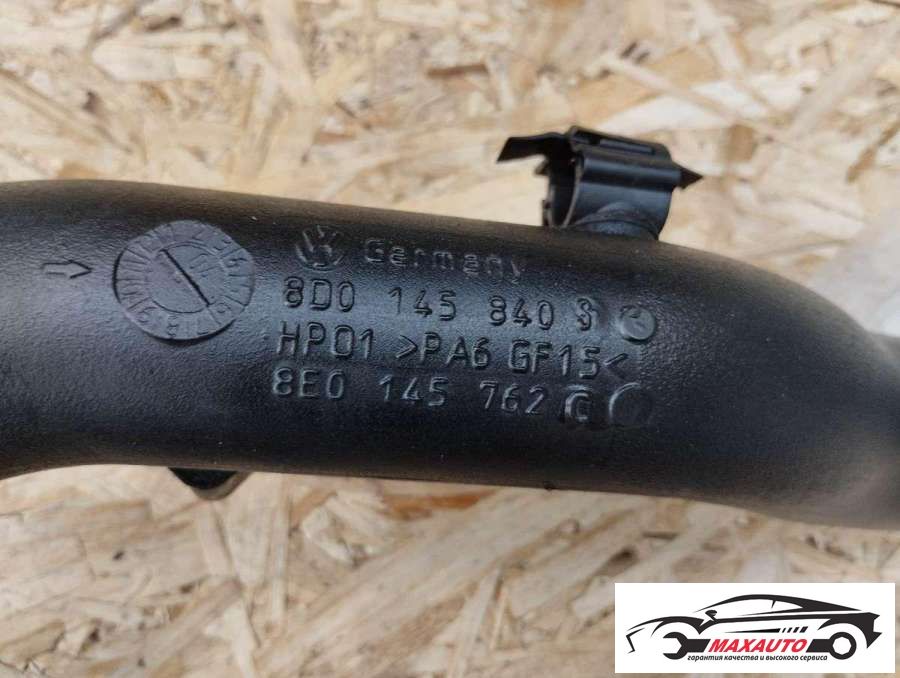 Germany
8D0 145 840
HP01 >PA6 GF15<
8E0 145 762 C
MAXAUTO
гарантия качества и высокого сервиса